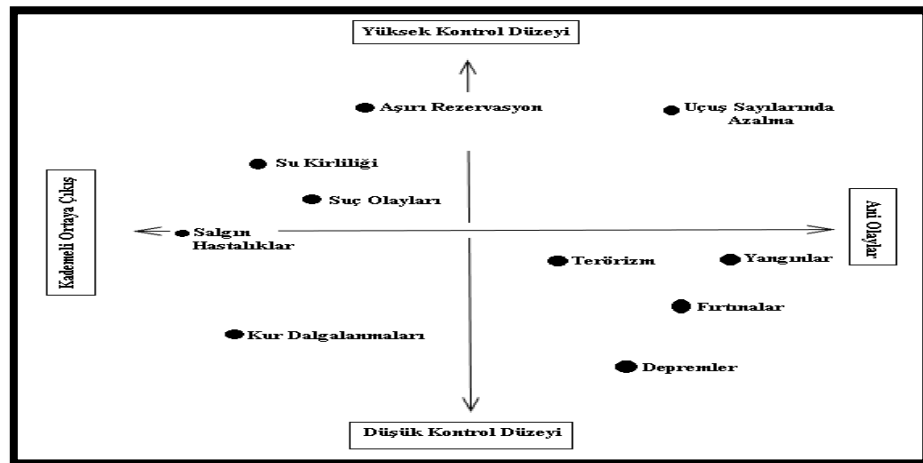 Yüksek Kontrol Düzeyi
Aşırı Rezervasyon
Uçuş Sayılarında
Azalma
Su Kirliliği
Suç Olayları
Kademeli Ortaya Çıkış
Ani Olaylar
Salgın
Hastalıklar
Terörizm
Yangınlar
Fırtınalar
Kur Dalgalanmaları
Depremler
Düşük Kontrol Düzeyi